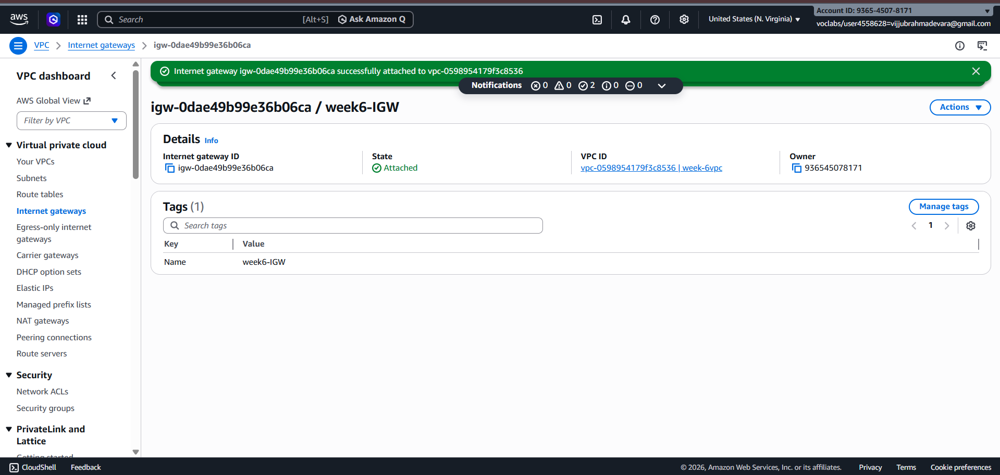 aws
Search [Alt+S] Ask Amazon Q
United States (N. Virginia)
Account ID: 9365-4507-8171
voclabs/user4558628=vijjubrahmadevara@gmail.com
VPC Internet gateways igw-0dae49b99e36b06ca
VPC dashboard
AWS Global View
Filter by VPC
Virtual private cloud
Your VPCs
Subnets
Route tables
Internet gateways
Egress-only internet
gateways
Carrier gateways
DHCP option sets
Elastic IPs
Managed prefix lists
NAT gateways
Peering connections
Route servers
Security
Network ACLs
Security groups
PrivateLink and
Lattice
Getting started
Internet gateway igw-0dae49b99e36b06ca successfully attached to vpc-0598954179f3c8536
Notifications 0 0 2 0 0
igw-0dae49b99e36b06ca / week6-IGW
Actions
Details Info
Internet gateway ID
igw-0dae49b99e36b06ca
State
Attached
VPC ID
vpc-0598954179f3c8536 | week-6vpc
Owner
936545078171
Tags (1)
Manage tags
Search tags
1
Key Value
Name week6-IGW
CloudShell Feedback
© 2026, Amazon Web Services, Inc. or its affiliates. Privacy Terms Cookie preferences